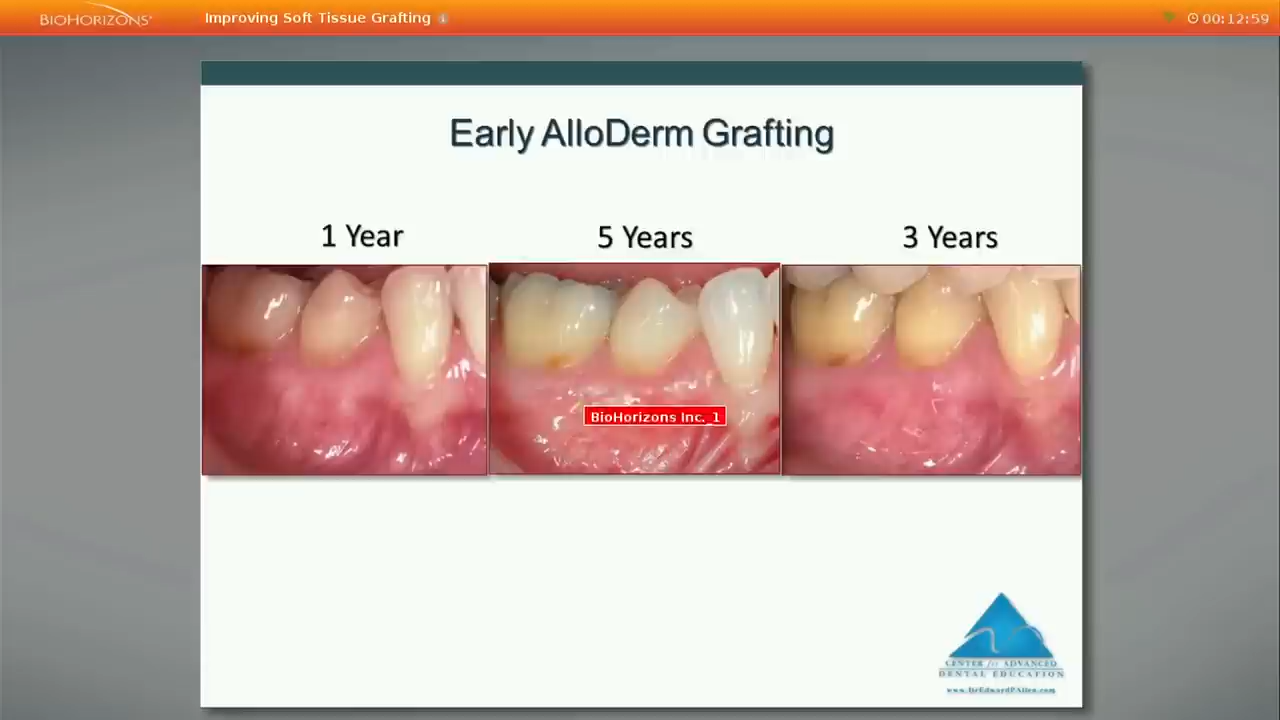 BIOHORIZONS
Improving Soft Tissue Grafting
00:12:59
Early AlloDerm Grafting
1 Year
5 Years
3 Years
BioHorizons Inc._1
CENTER for ADVANCED
DENTAL EDUCATION
www.DrEdwardPAllen.com